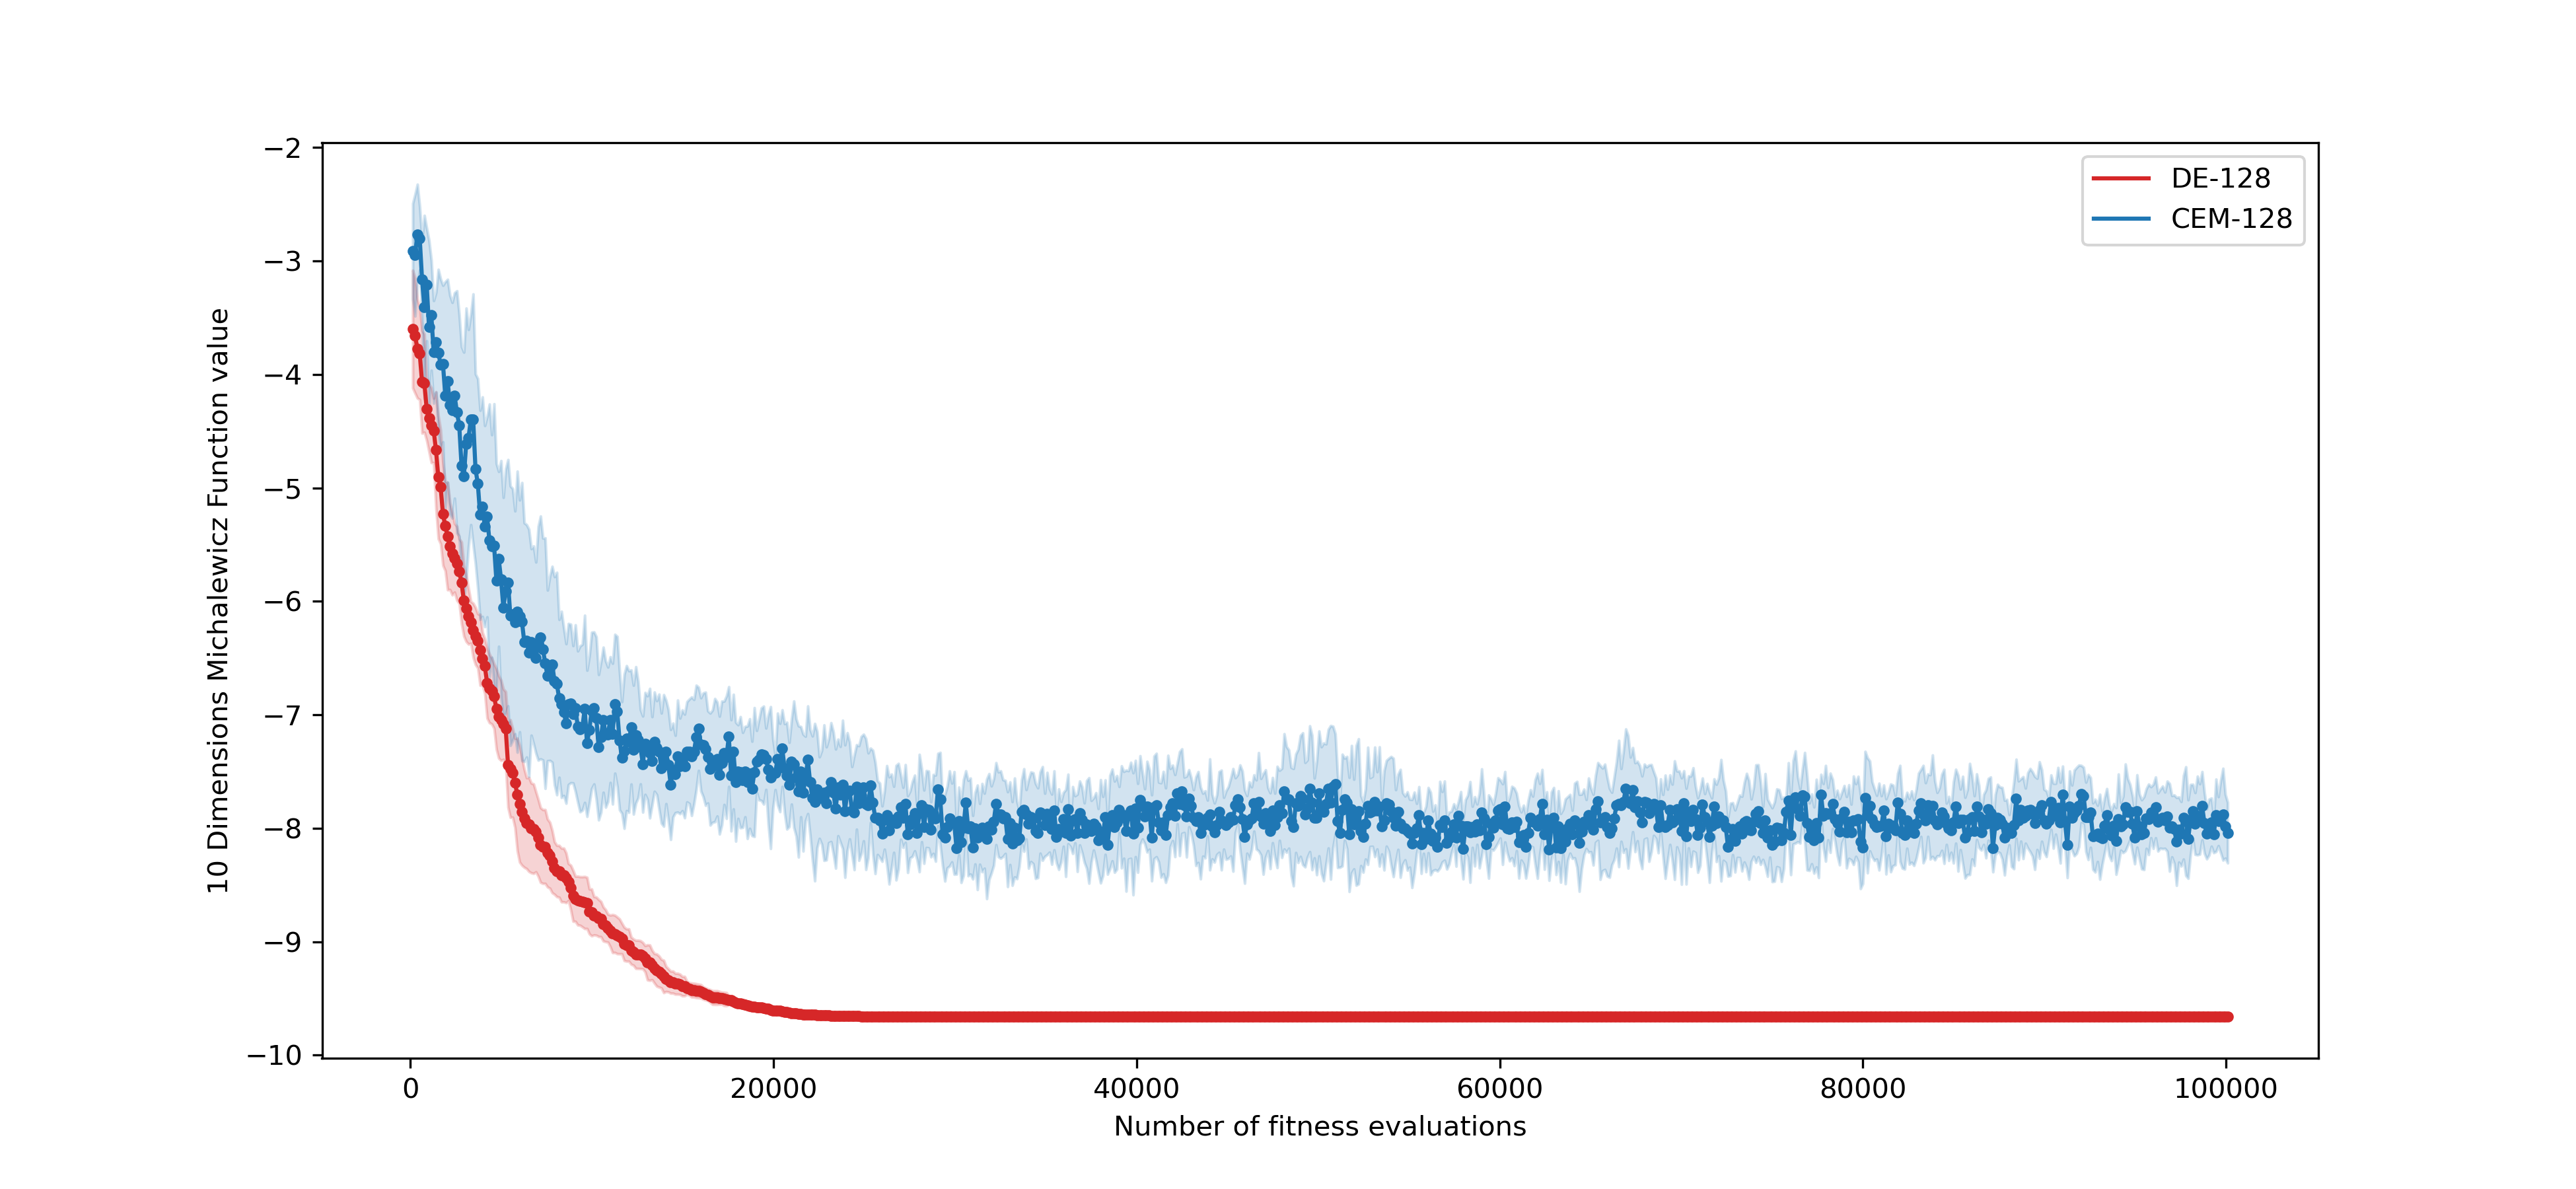 DE-128
CEM-128
10 Dimensions Michalewicz Function value
−2
−3
−4
−5
−6
−7
−8
−9
−10
0 20000 40000 60000 80000 100000
Number of fitness evaluations